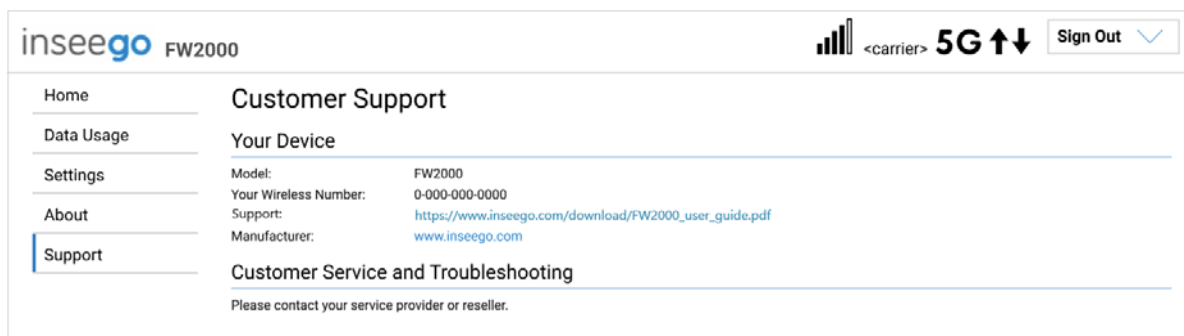 inseego FW2000
<carrier> 5G Sign Out
Home
Data Usage
Settings
About
Support
Customer Support
Your Device
Model: FW2000
Your Wireless Number: 0-000-000-0000
Support: https://www.inseego.com/download/FW2000_user_guide.pdf
Manufacturer: www.inseego.com
Customer Service and Troubleshooting
Please contact your service provider or reseller.